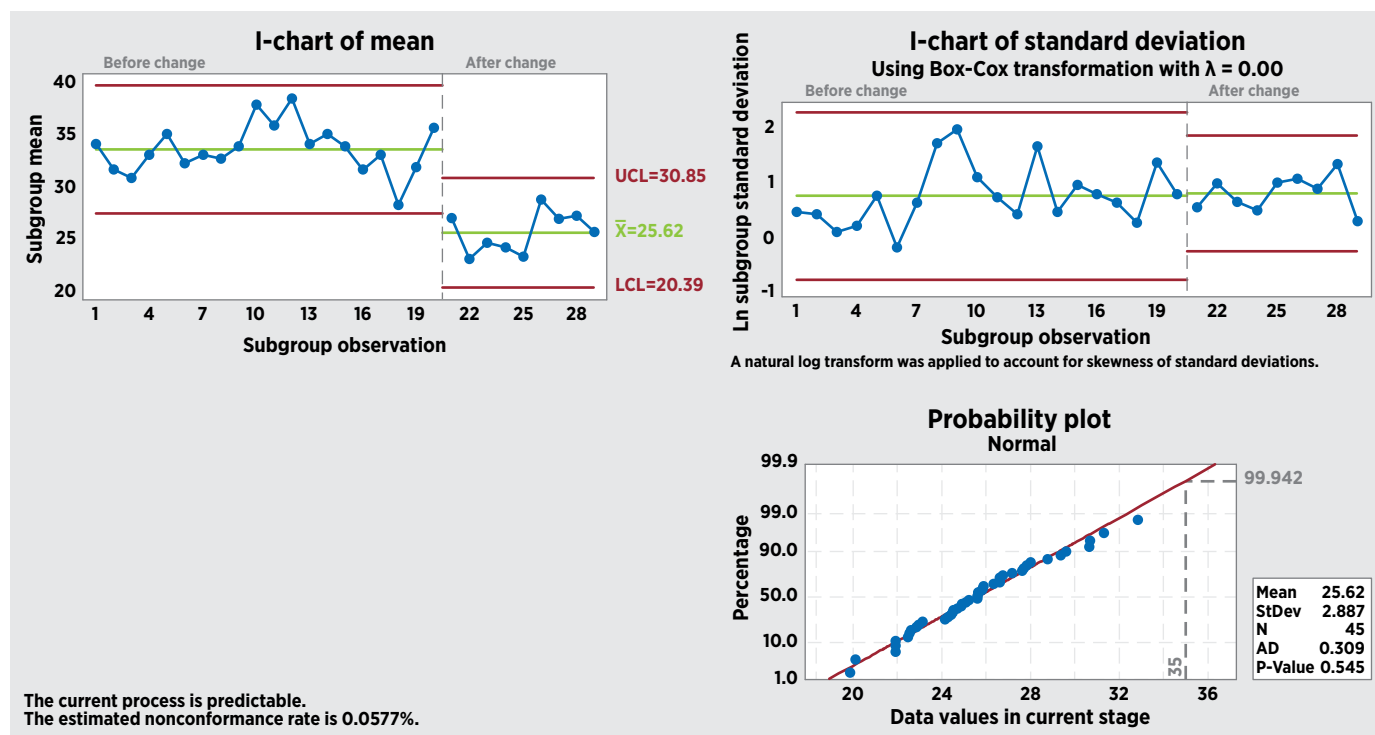 I-chart of mean
Before change
After change
Subgroup mean
40
35
30
25
20
UCL=30.85
X̅=25.62
LCL=20.39
1 4 7 10 13 16 19 22 25 28
Subgroup observation
I-chart of standard deviation
Using Box-Cox transformation with λ = 0.00
Before change
After change
Ln subgroup standard deviation
2
1
0
-1
1 4 7 10 13 16 19 22 25 28
Subgroup observation
A natural log transform was applied to account for skewness of standard deviations.
Probability plot
Normal
Percentage
99.9
99.0
90.0
50.0
10.0
1.0
99.942
35
20 24 28 32 36
Data values in current stage
Mean 25.62
StDev 2.887
N 45
AD 0.309
P-Value 0.545
The current process is predictable.
The estimated nonconformance rate is 0.0577%.